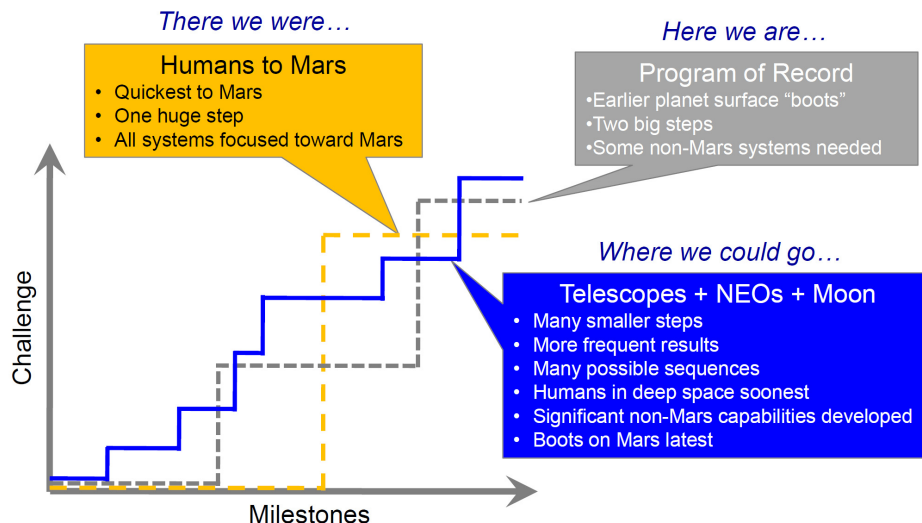 There we were…
Humans to Mars
• Quickest to Mars
• One huge step
• All systems focused toward Mars
Here we are…
Program of Record
•Earlier planet surface “boots”
•Two big steps
•Some non-Mars systems needed
Where we could go…
Telescopes + NEOs + Moon
• Many smaller steps
• More frequent results
• Many possible sequences
• Humans in deep space soonest
• Significant non-Mars capabilities developed
• Boots on Mars latest
Challenge
Milestones